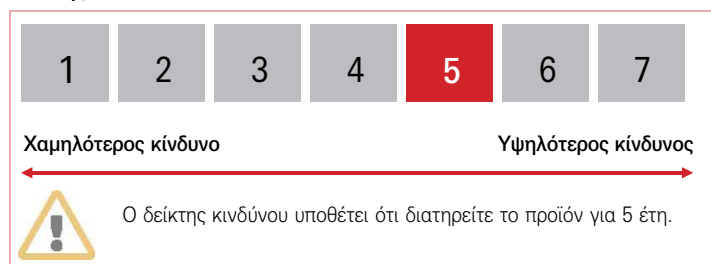 1 2 3 4 5 6 7
Χαμηλότερος κίνδυνο Υψηλότερος κίνδυνος
Ο δείκτης κινδύνου υποθέτει ότι διατηρείτε το προϊόν για 5 έτη.